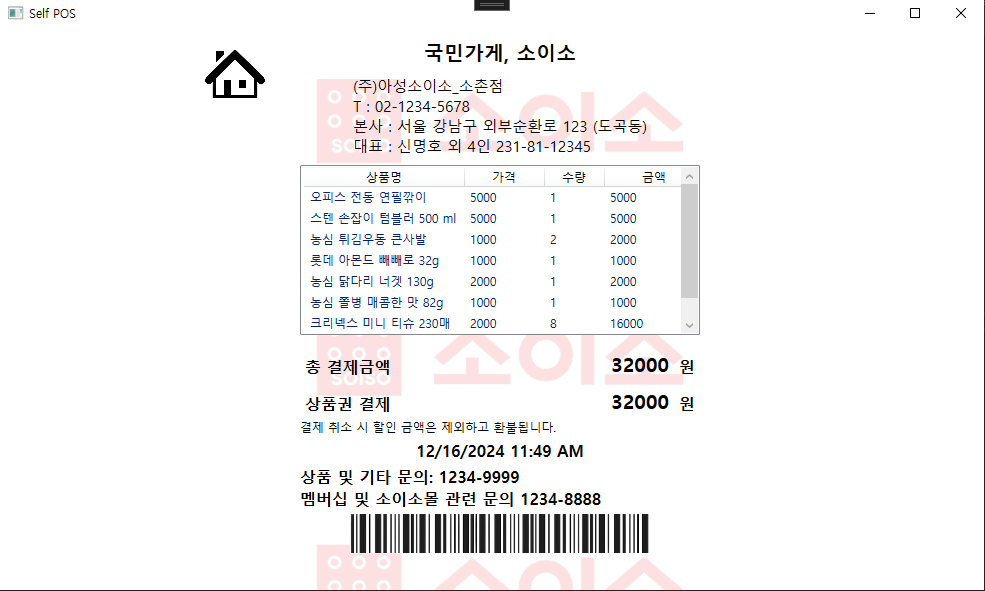 Self POS
국민가게, 소이소
(주)아성소이소_소촌점
T : 02-1234-5678
본사 : 서울 강남구 외부순환로 123 (도곡동)
대표 : 신명호 외 4인 231-81-12345
상품명 가격 수량 금액
오피스 전동 연필깎이 5000 1 5000
스텐 손잡이 텀블러 500 ml 5000 1 5000
농심 튀김우동 큰사발 1000 2 2000
롯데 아몬드 빼빼로 32g 1000 1 1000
농심 닭다리 너겟 130g 2000 1 2000
농심 쫄병 매콤한 맛 82g 1000 1 1000
크리넥스 미니 티슈 230매 2000 8 16000
soiso 소이소
총 결제금액 32000 원
상품권 결제 32000 원
결제 취소 시 할인 금액은 제외하고 환불됩니다.
12/16/2024 11:49 AM
상품 및 기타 문의: 1234-9999
멤버십 및 소이소몰 관련 문의 1234-8888